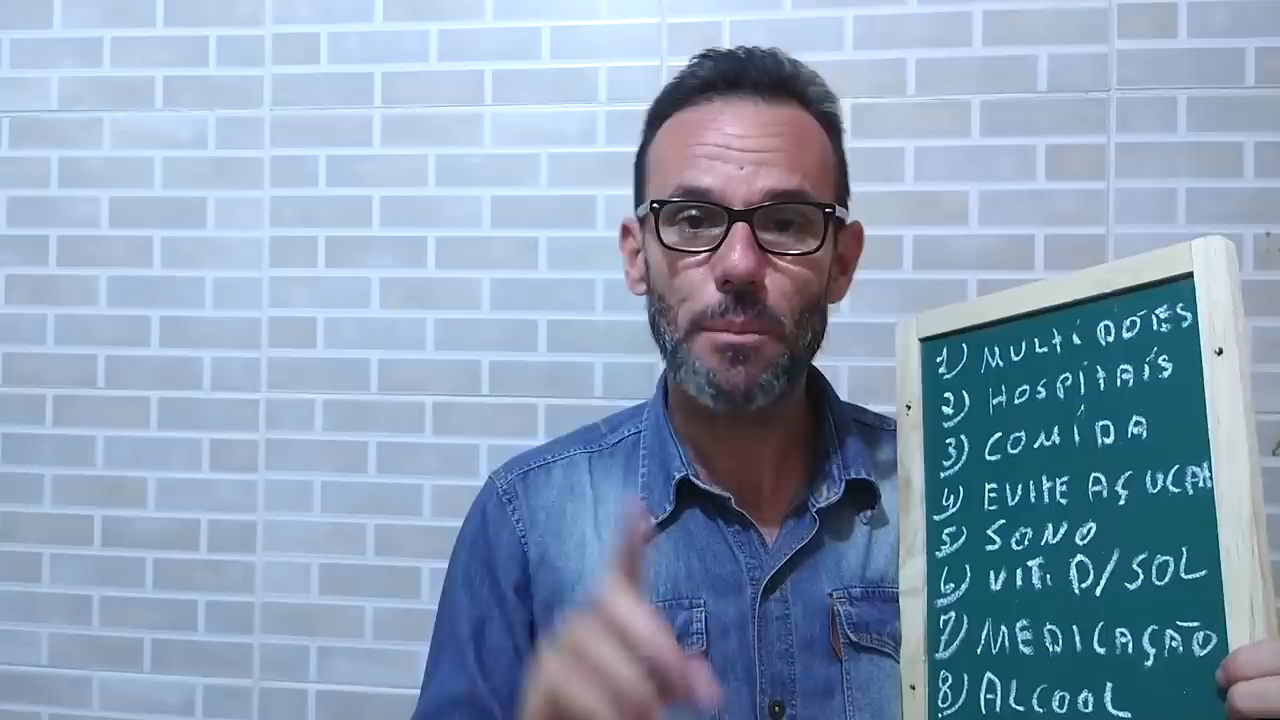 1) MULTIDÕES
2) HOSPITAIS
3) COMIDA
4) EVITE AÇUCAR
5) SONO
6) VIT. D/SOL
7) MEDICAÇÃO
8) ALCOOL